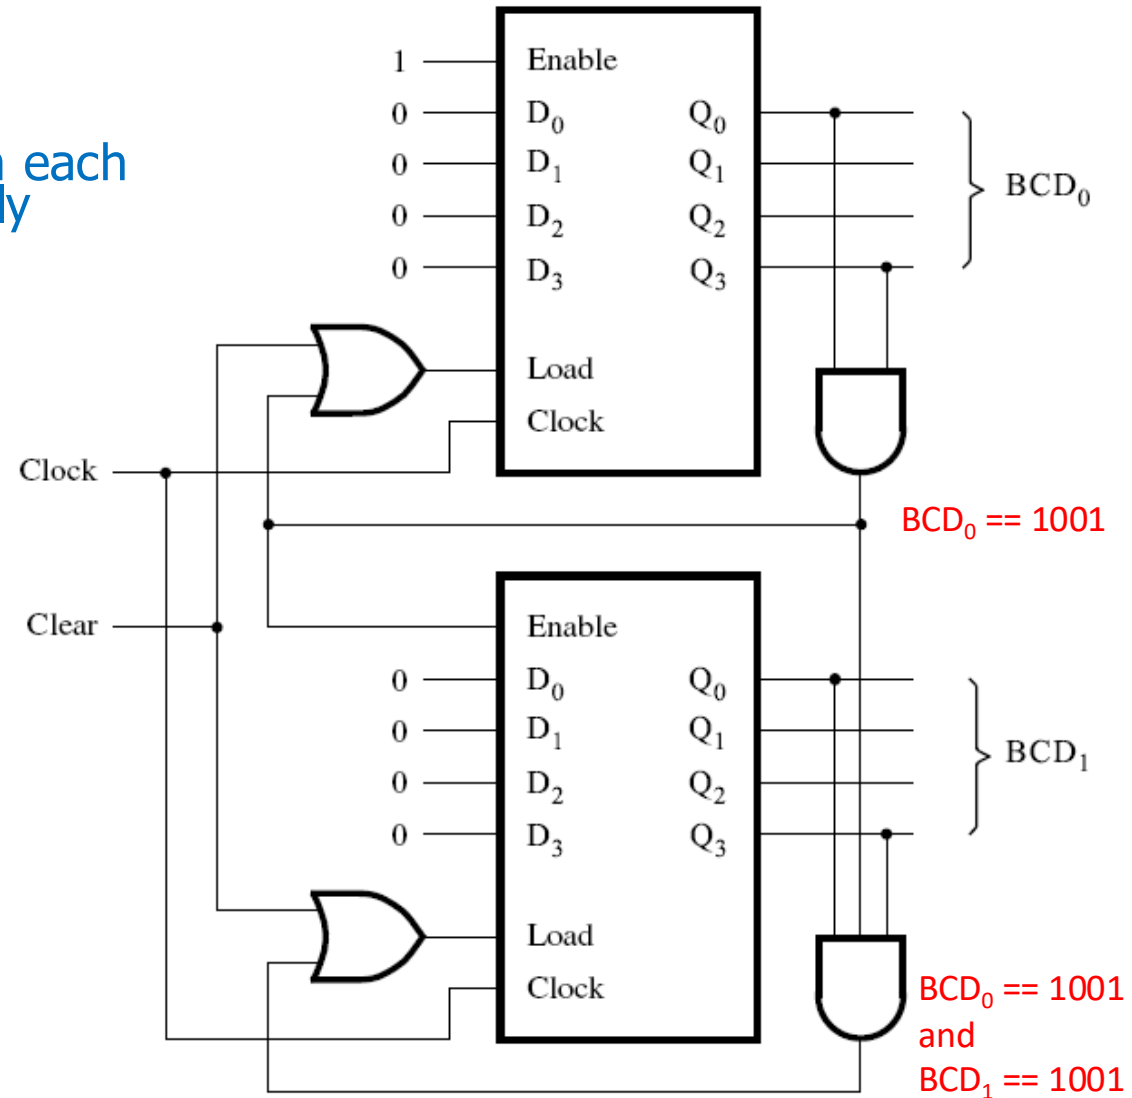 1 Enable
0 D₀ Q₀
each
0 D₁ Q₁
BCD₀
0 D₂ Q₂
0 D₃ Q₃
Load
Clock
Clock
BCD₀ == 1001
Clear
Enable
0 D₀ Q₀
0 D₁ Q₁
BCD₁
0 D₂ Q₂
0 D₃ Q₃
Load
Clock
BCD₀ == 1001
and
BCD₁ == 1001